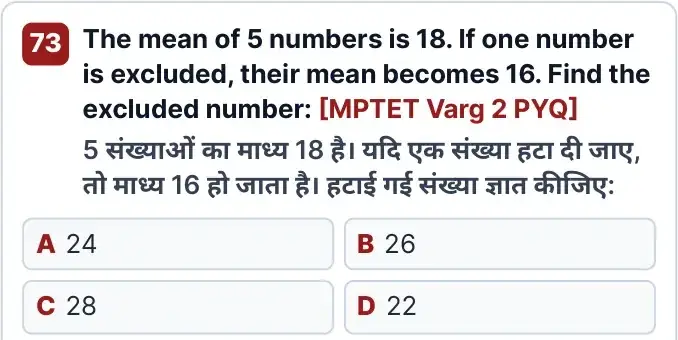 73 The mean of 5 numbers is 18. If one number
is excluded, their mean becomes 16. Find the
excluded number: [MPTET Varg 2 PYQ]
5 संख्याओं का माध्य 18 है। यदि एक संख्या हटा दी जाए,
तो माध्य 16 हो जाता है। हटाई गई संख्या ज्ञात कीजिए:
A 24
B 26
C 28
D 22